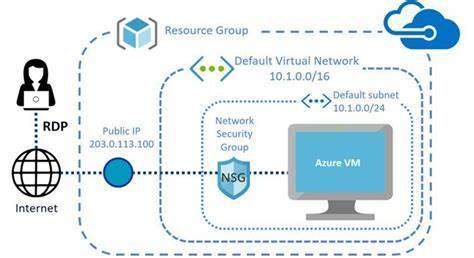 Resource Group
Default Virtual Network
10.1.0.0/16
Default subnet
10.1.0.0/24
RDP
Public IP
203.0.113.100
Network
Security
Group
NSG
Azure VM
Internet